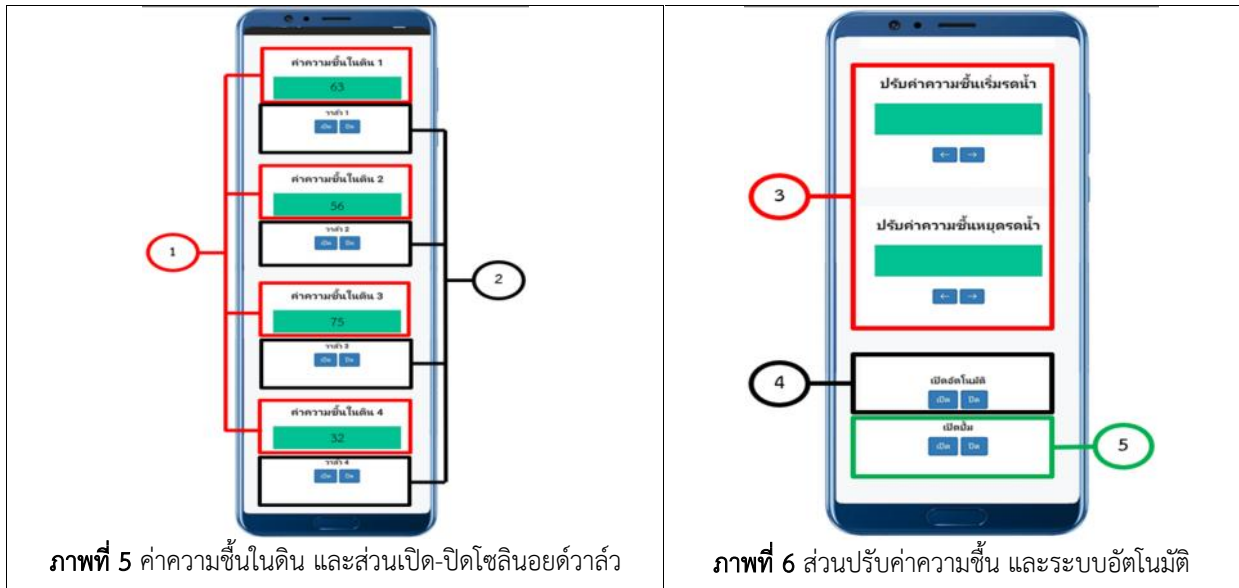 ค่าความชื้นในดิน 1
63
วาล์ว 1
เปิด ปิด
ค่าความชื้นในดิน 2
56
วาล์ว 2
เปิด ปิด
ค่าความชื้นในดิน 3
75
วาล์ว 3
เปิด ปิด
ค่าความชื้นในดิน 4
32
วาล์ว 4
เปิด ปิด
1
2
ภาพที่ 5 ค่าความชื้นในดิน และส่วนเปิด-ปิดโซลินอยด์วาล์ว
ปรับค่าความชื้นเริ่มรดน้ำ
← →
ปรับค่าความชื้นหยุดรดน้ำ
← →
3
เปิดอัตโนมัติ
เปิด ปิด
4
เปิดปั๊ม
เปิด ปิด
5
ภาพที่ 6 ส่วนปรับค่าความชื้น และระบบอัตโนมัติ